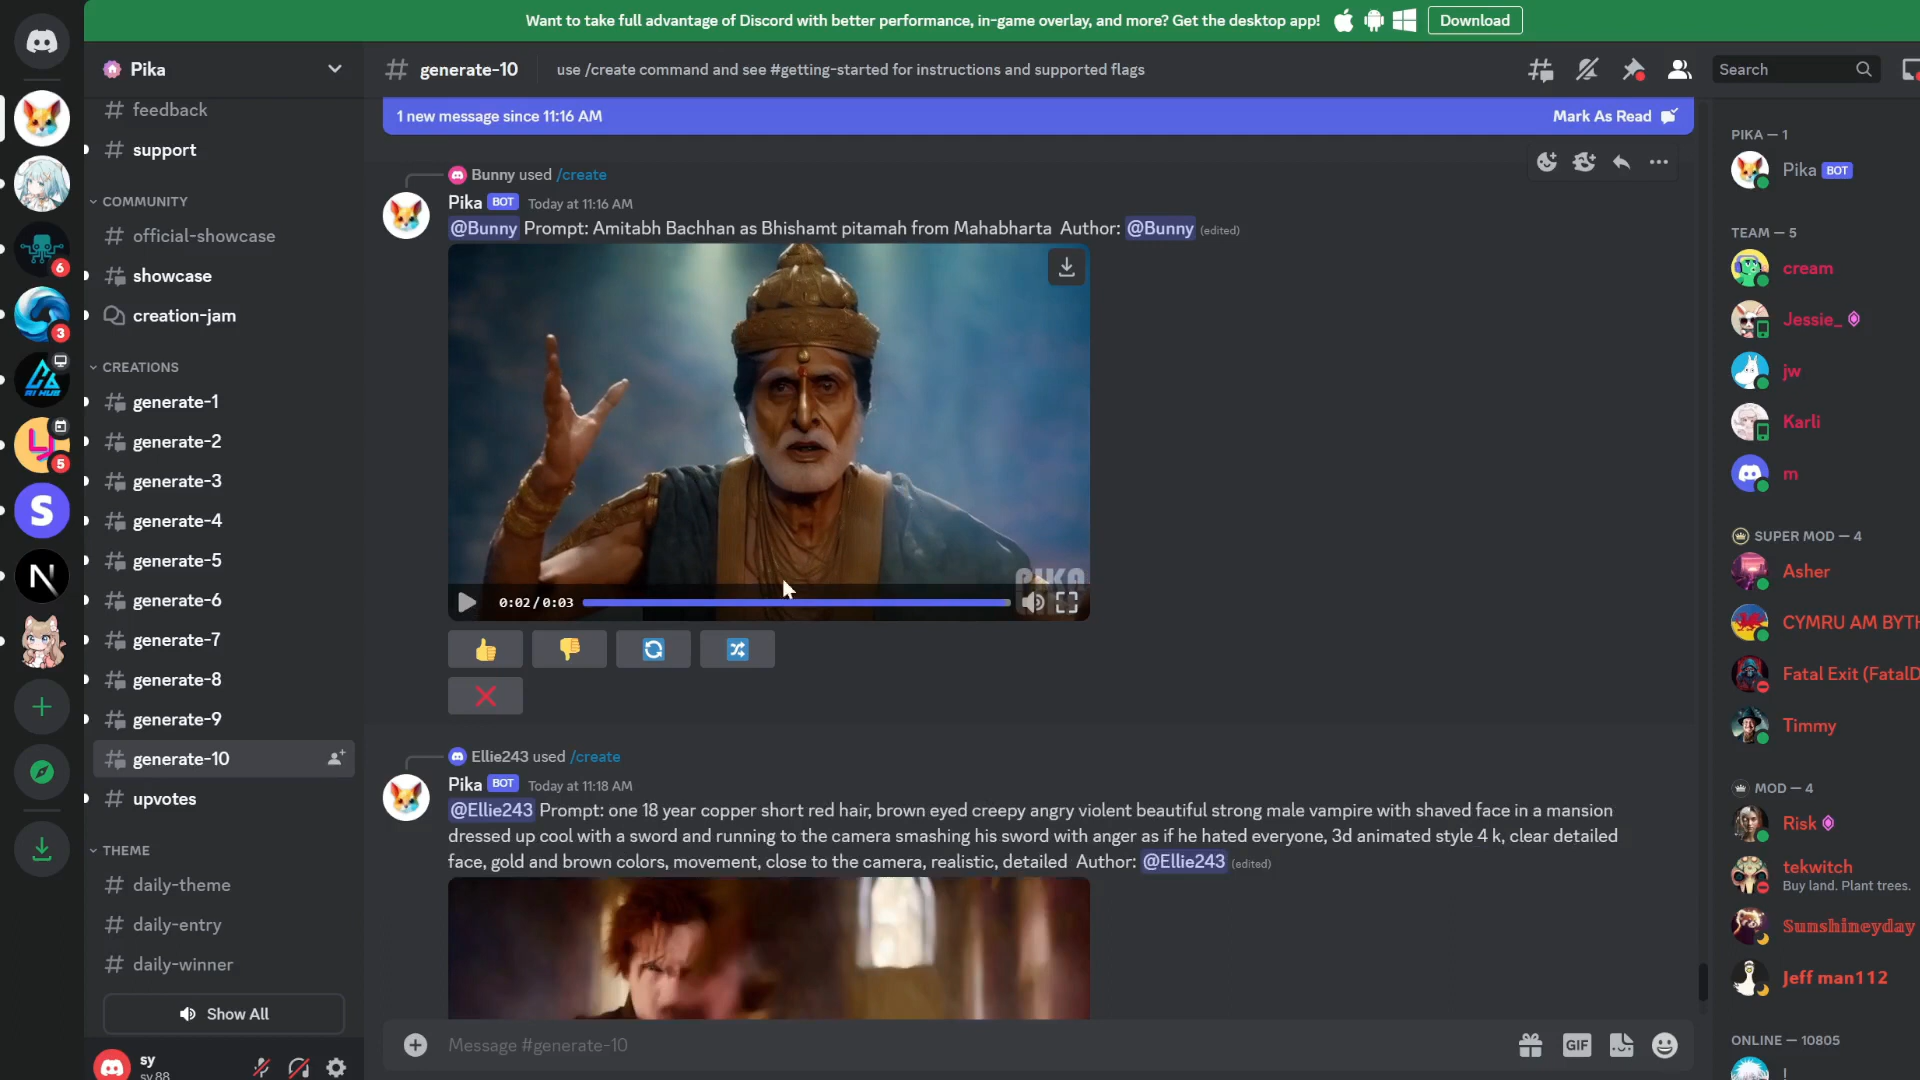 Want to take full advantage of Discord with better performance, in-game overlay, and more? Get the desktop app!
Download
Pika
generate-10
use /create command and see #getting-started for instructions and supported flags
Search
feedback
support
COMMUNITY
official-showcase
showcase
creation-jam
CREATIONS
generate-1
generate-2
generate-3
generate-4
generate-5
generate-6
generate-7
generate-8
generate-9
generate-10
upvotes
THEME
daily-theme
daily-entry
daily-winner
Show All
sy
sy.88
6
3
AI HUB
5
S
N
1 new message since 11:16 AM
Mark As Read
Bunny used /create
Pika BOT Today at 11:16 AM
@Bunny Prompt: Amitabh Bachhan as Bhishamt pitamah from Mahabharta Author: @Bunny (edited)
PIKA
0:02/0:03
Ellie243 used /create
Pika BOT Today at 11:18 AM
@Ellie243 Prompt: one 18 year copper short red hair, brown eyed creepy angry violent beautiful strong male vampire with shaved face in a mansion
dressed up cool with a sword and running to the camera smashing his sword with anger as if he hated everyone, 3d animated style 4 k, clear detailed
face, gold and brown colors, movement, close to the camera, realistic, detailed Author: @Ellie243 (edited)
Message #generate-10
GIF
PIKA — 1
Pika BOT
TEAM — 5
cream
Jessie_
jw
Karli
m
SUPER MOD — 4
Asher
CYMRU AM BYTH
Fatal Exit (FatalD
Timmy
MOD — 4
Risk
tekwitch
Buy land. Plant trees.
Sunshineyday
Jeff man112
ONLINE — 10805
!